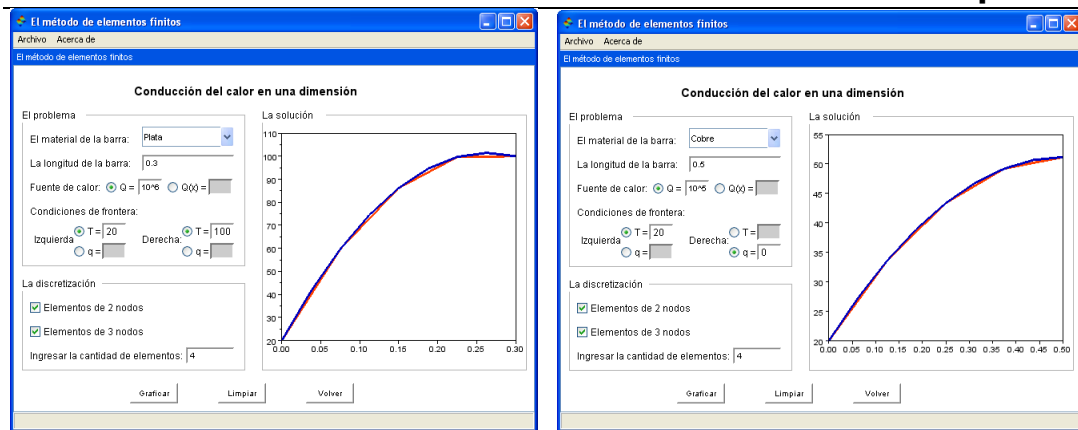 El método de elementos finitos
Archivo Acerca de
El método de elementos finitos
Conducción del calor en una dimensión
El problema
El material de la barra: Plata
La longitud de la barra: 0.3
Fuente de calor: Q = 10^6 Q(x) =
Condiciones de frontera:
Izquierda T = 20 Derecha: T = 100
q = q =
La discretización
Elementos de 2 nodos
Elementos de 3 nodos
Ingresar la cantidad de elementos: 4
La solución
110
100
90
80
70
60
50
40
30
20
0.00 0.05 0.10 0.15 0.20 0.25 0.30
Graficar Limpiar Volver
El método de elementos finitos
Archivo Acerca de
El método de elementos finitos
Conducción del calor en una dimensión
El problema
El material de la barra: Cobre
La longitud de la barra: 0.5
Fuente de calor: Q = 10^5 Q(x) =
Condiciones de frontera:
Izquierda T = 20 Derecha: T =
q = q = 0
La discretización
Elementos de 2 nodos
Elementos de 3 nodos
Ingresar la cantidad de elementos: 4
La solución
55
50
45
40
35
30
25
20
0.00 0.05 0.10 0.15 0.20 0.25 0.30 0.35 0.40 0.45 0.50
Graficar Limpiar Volver